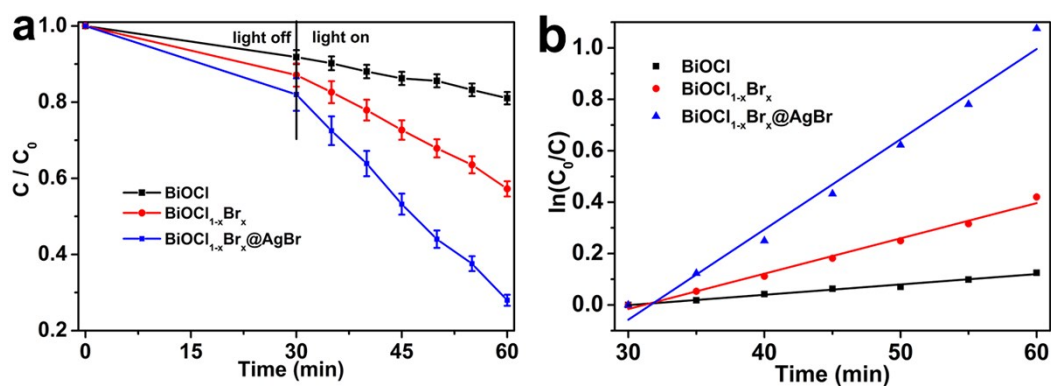 a
1.0
0.8
0.6
0.4
0.2
C / C₀
light off
light on
BiOCl
BiOCl₁₋ₓBrₓ
BiOCl₁₋ₓBrₓ@AgBr
0
30
45
60
Time (min)
b
1.0
0.8
0.6
0.4
0.2
0.0
ln(C₀/C)
BiOCl
BiOCl₁₋ₓBrₓ
BiOCl₁₋ₓBrₓ@AgBr
30
40
50
60
Time (min)